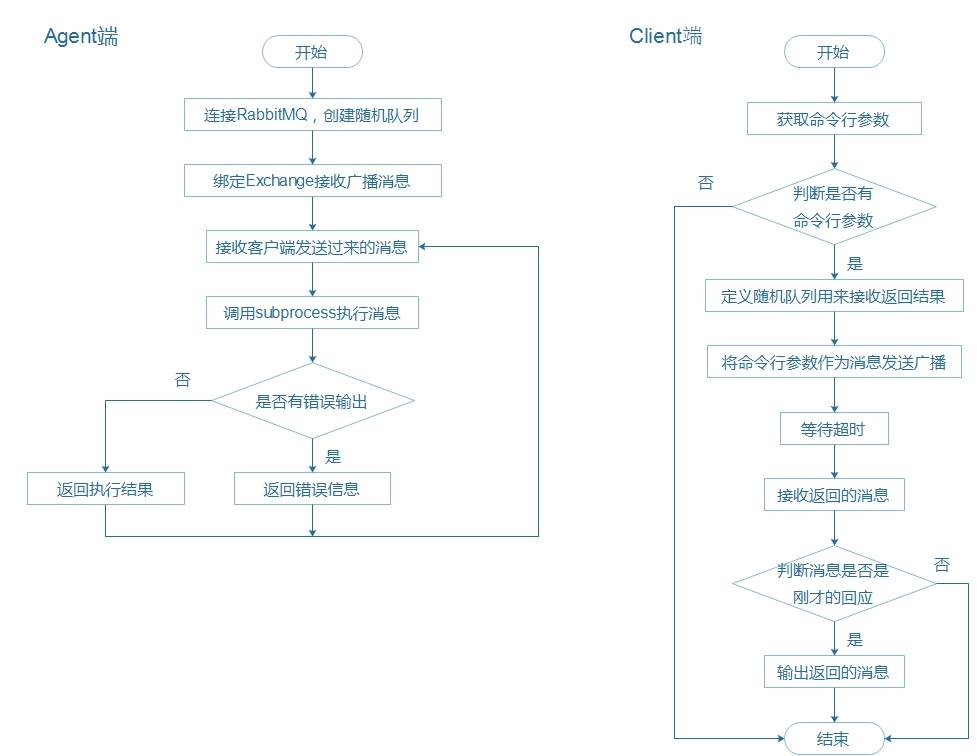 Agent端
开始
连接RabbitMQ，创建随机队列
绑定Exchange接收广播消息
接收客户端发送过来的消息
调用subprocess执行消息
是否有错误输出
否
是
返回执行结果
返回错误信息
Client端
开始
获取命令行参数
判断是否有
命令行参数
否
是
定义随机队列用来接收返回结果
将命令行参数作为消息发送广播
等待超时
接收返回的消息
判断消息是否是
刚才的回应
否
是
输出返回的消息
结束